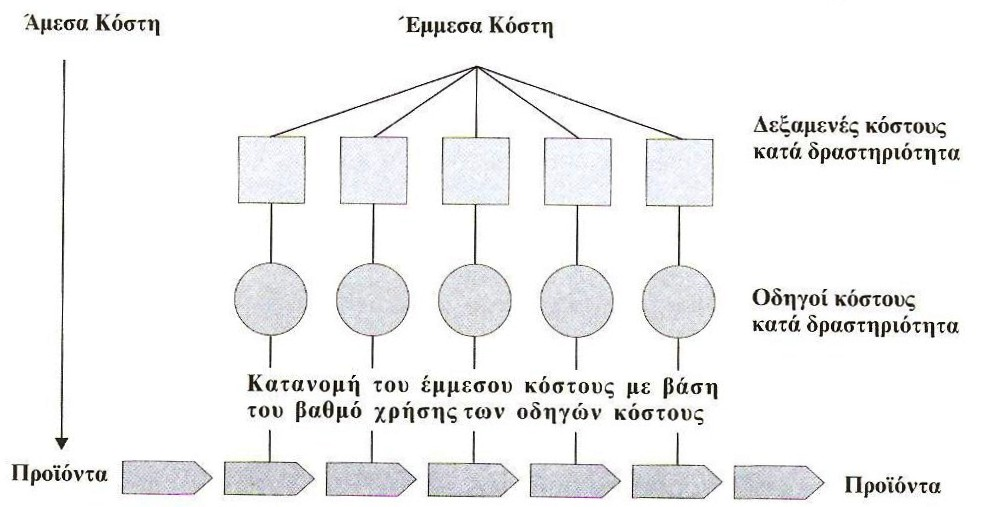 Άμεσα Κόστη
Έμμεσα Κόστη
Δεξαμενές κόστους
κατά δραστηριότητα
Οδηγοί κόστους
κατά δραστηριότητα
Κατανομή του έμμεσου κόστους με βάση
του βαθμό χρήσης των οδηγών κόστους
Προϊόντα
Προϊόντα